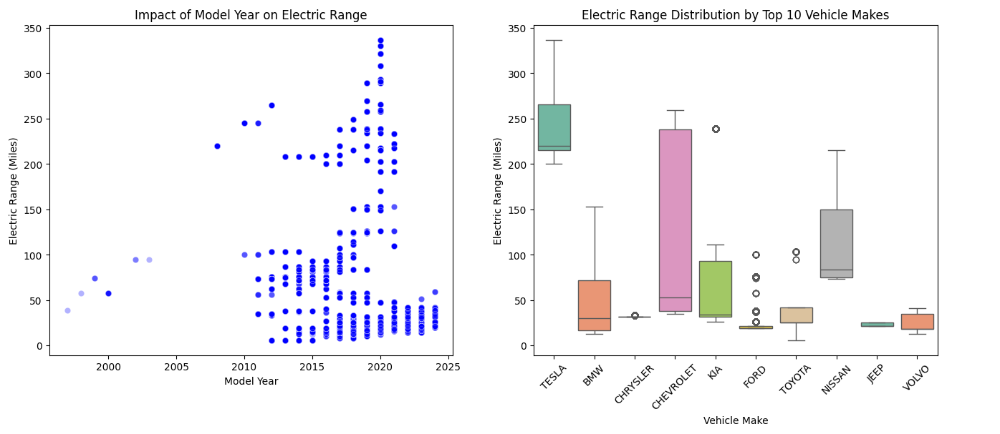 Impact of Model Year on Electric Range
350
300
250
200
150
100
50
0
Electric Range (Miles)
2000 2005 2010 2015 2020 2025
Model Year
Electric Range Distribution by Top 10 Vehicle Makes
350
300
250
200
150
100
50
0
Electric Range (Miles)
TESLA BMW CHRYSLER CHEVROLET KIA FORD TOYOTA NISSAN JEEP VOLVO
Vehicle Make